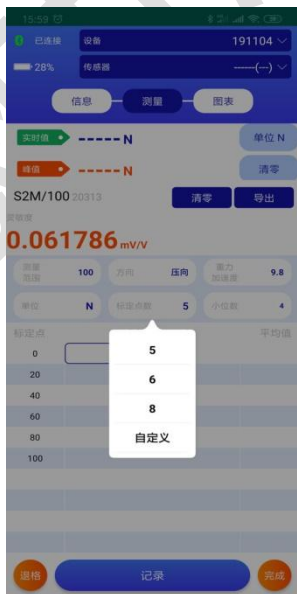 15:59
已连接 设备 191104
28% 传感器 -----(---)
信息 测量 图表
实时值 ----- N 单位 N
峰值 ----- N 清零
S2M/100 20313 清零 导出
灵敏度
0.061786 mV/V
测量范围 100 方向 压向 重力加速度 9.8
单位 N 标定点数 5 小位数 4
标定点 平均值
0
20
40
60
80
100
5
6
8
自定义
退格 记录 完成